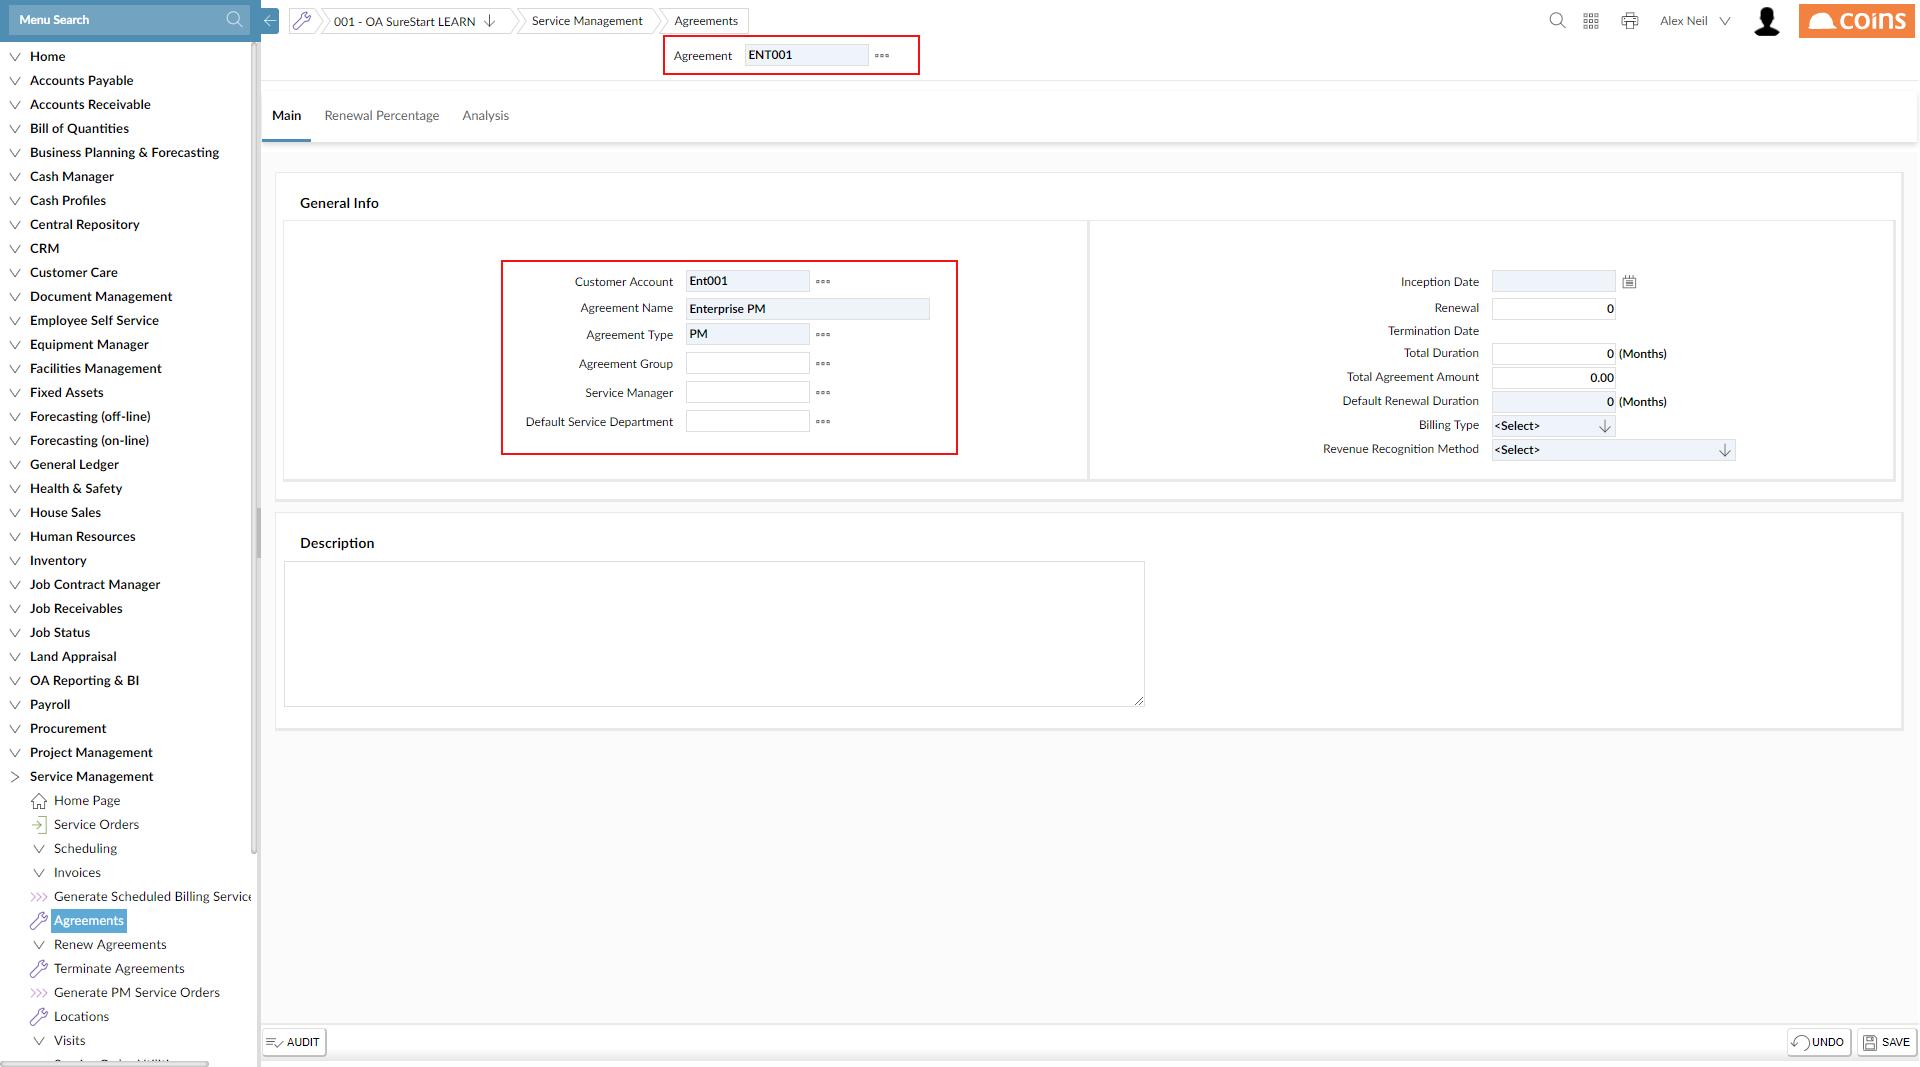 Menu Search
001 - OA SureStart LEARN
Service Management
Agreements
Alex Neil
coins
Agreement
ENT001
Main
Renewal Percentage
Analysis
Home
Accounts Payable
Accounts Receivable
Bill of Quantities
Business Planning & Forecasting
Cash Manager
Cash Profiles
Central Repository
CRM
Customer Care
Document Management
Employee Self Service
Equipment Manager
Facilities Management
Fixed Assets
Forecasting (off-line)
Forecasting (on-line)
General Ledger
Health & Safety
House Sales
Human Resources
Inventory
Job Contract Manager
Job Receivables
Job Status
Land Appraisal
OA Reporting & BI
Payroll
Procurement
Project Management
Service Management
Home Page
Service Orders
Scheduling
Invoices
Generate Scheduled Billing Service
Agreements
Renew Agreements
Terminate Agreements
Generate PM Service Orders
Locations
Visits
General Info
Customer Account Ent001
Agreement Name Enterprise PM
Agreement Type PM
Agreement Group
Service Manager
Default Service Department
Inception Date
Renewal 0
Termination Date
Total Duration 0 (Months)
Total Agreement Amount 0.00
Default Renewal Duration 0 (Months)
Billing Type <Select>
Revenue Recognition Method <Select>
Description
AUDIT
UNDO
SAVE